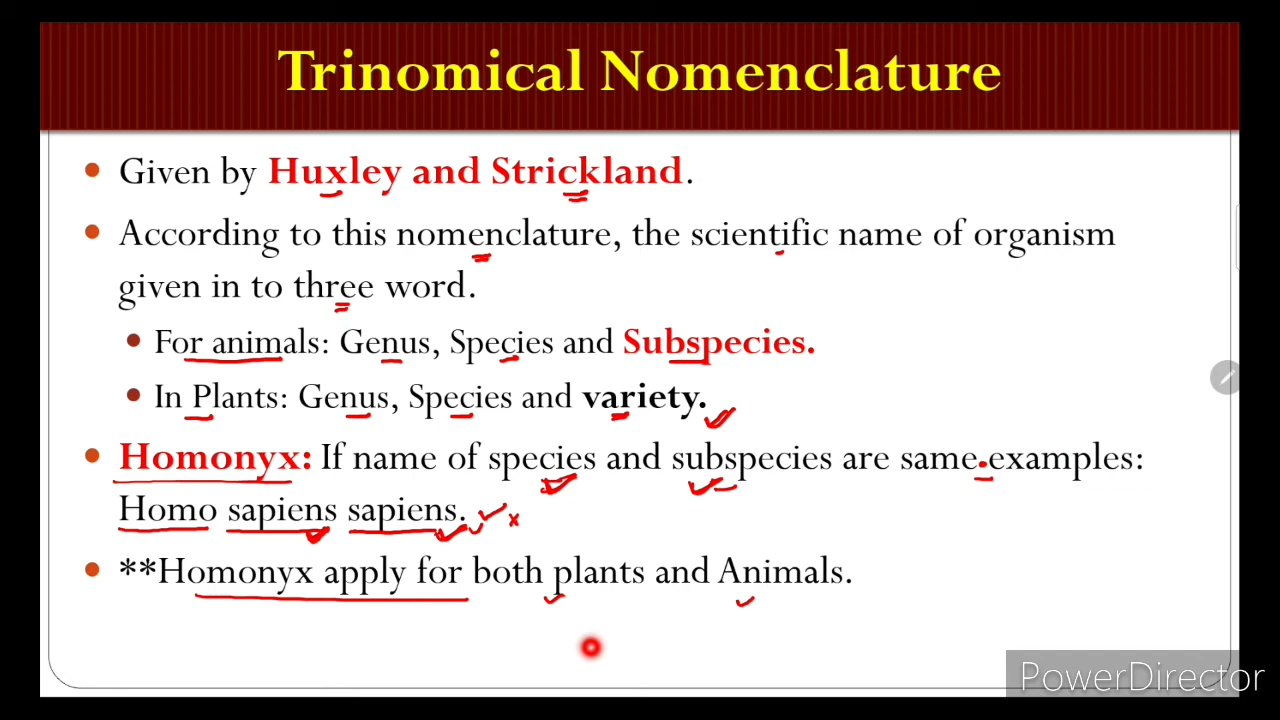 Trinomical Nomenclature
• Given by Huxley and Strickland.
• According to this nomenclature, the scientific name of organism
given in to three word.
• For animals: Genus, Species and Subspecies.
• In Plants: Genus, Species and variety.
• Homonyx: If name of species and subspecies are same.examples:
Homo sapiens sapiens.
• **Homonyx apply for both plants and Animals.
PowerDirector